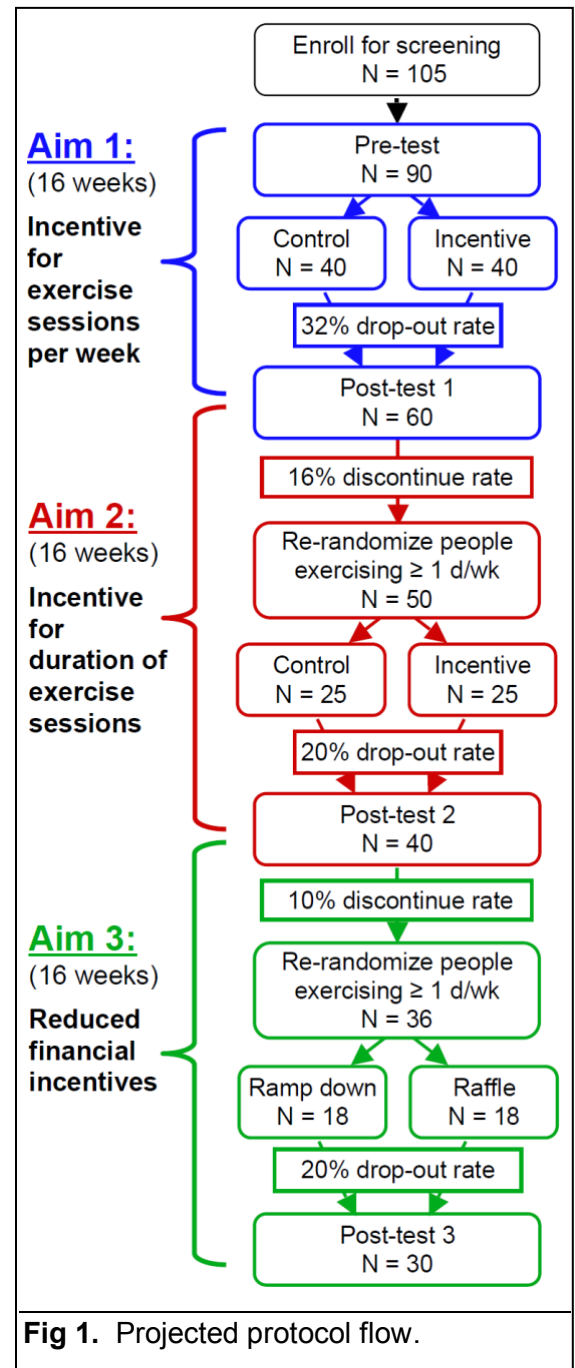 Enroll for screening
N = 105
Aim 1:
(16 weeks)
Incentive
for
exercise
sessions
per week
Pre-test
N = 90
Control
N = 40
Incentive
N = 40
32% drop-out rate
Post-test 1
N = 60
Aim 2:
(16 weeks)
Incentive
for
duration of
exercise
sessions
16% discontinue rate
Re-randomize people
exercising ≥ 1 d/wk
N = 50
Control
N = 25
Incentive
N = 25
20% drop-out rate
Post-test 2
N = 40
Aim 3:
(16 weeks)
Reduced
financial
incentives
10% discontinue rate
Re-randomize people
exercising ≥ 1 d/wk
N = 36
Ramp down
N = 18
Raffle
N = 18
20% drop-out rate
Post-test 3
N = 30
Fig 1. Projected protocol flow.